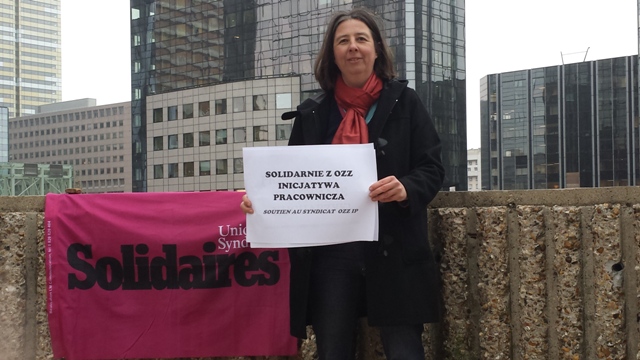 SOLIDARNIE Z OZZ
INICJATYWA
PRACOWNICZA
SOUTIEN AU SYNDICAT OZZ IP
Solidaires